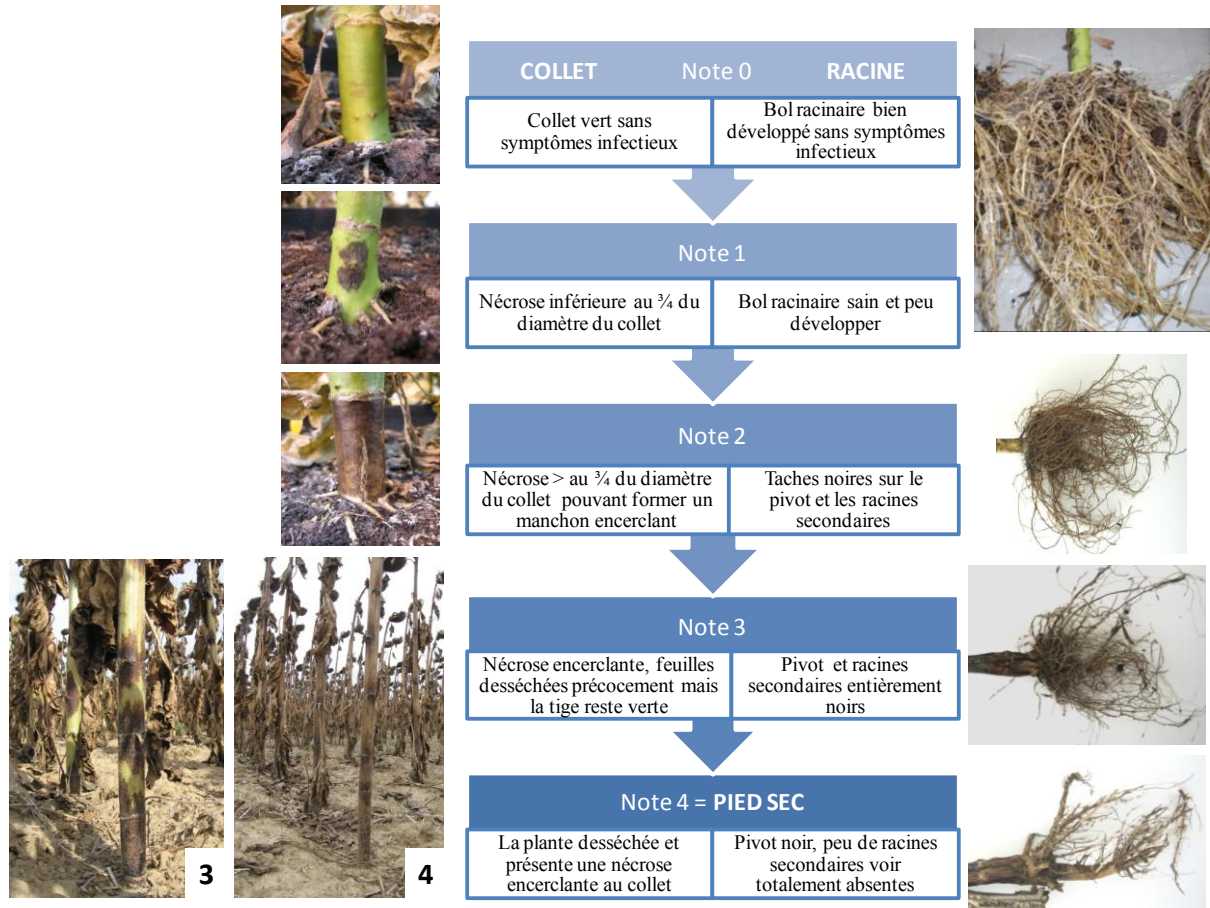 COLLET Note 0 RACINE
Collet vert sans
symptômes infectieux
Bol racinaire bien
développé sans symptômes
infectieux
Note 1
Nécrose inférieure au ¾ du
diamètre du collet
Bol racinaire sain et peu
développer
Note 2
Nécrose > au ¾ du diamètre
du collet pouvant former un
manchon encerclant
Taches noires sur le
pivot et les racines
secondaires
Note 3
Nécrose encerclante, feuilles
desséchées précocement mais
la tige reste verte
Pivot et racines
secondaires entièrement
noirs
Note 4 = PIED SEC
La plante desséchée et
présente une nécrose
encerclante au collet
Pivot noir, peu de racines
secondaires voir
totalement absentes
3
4